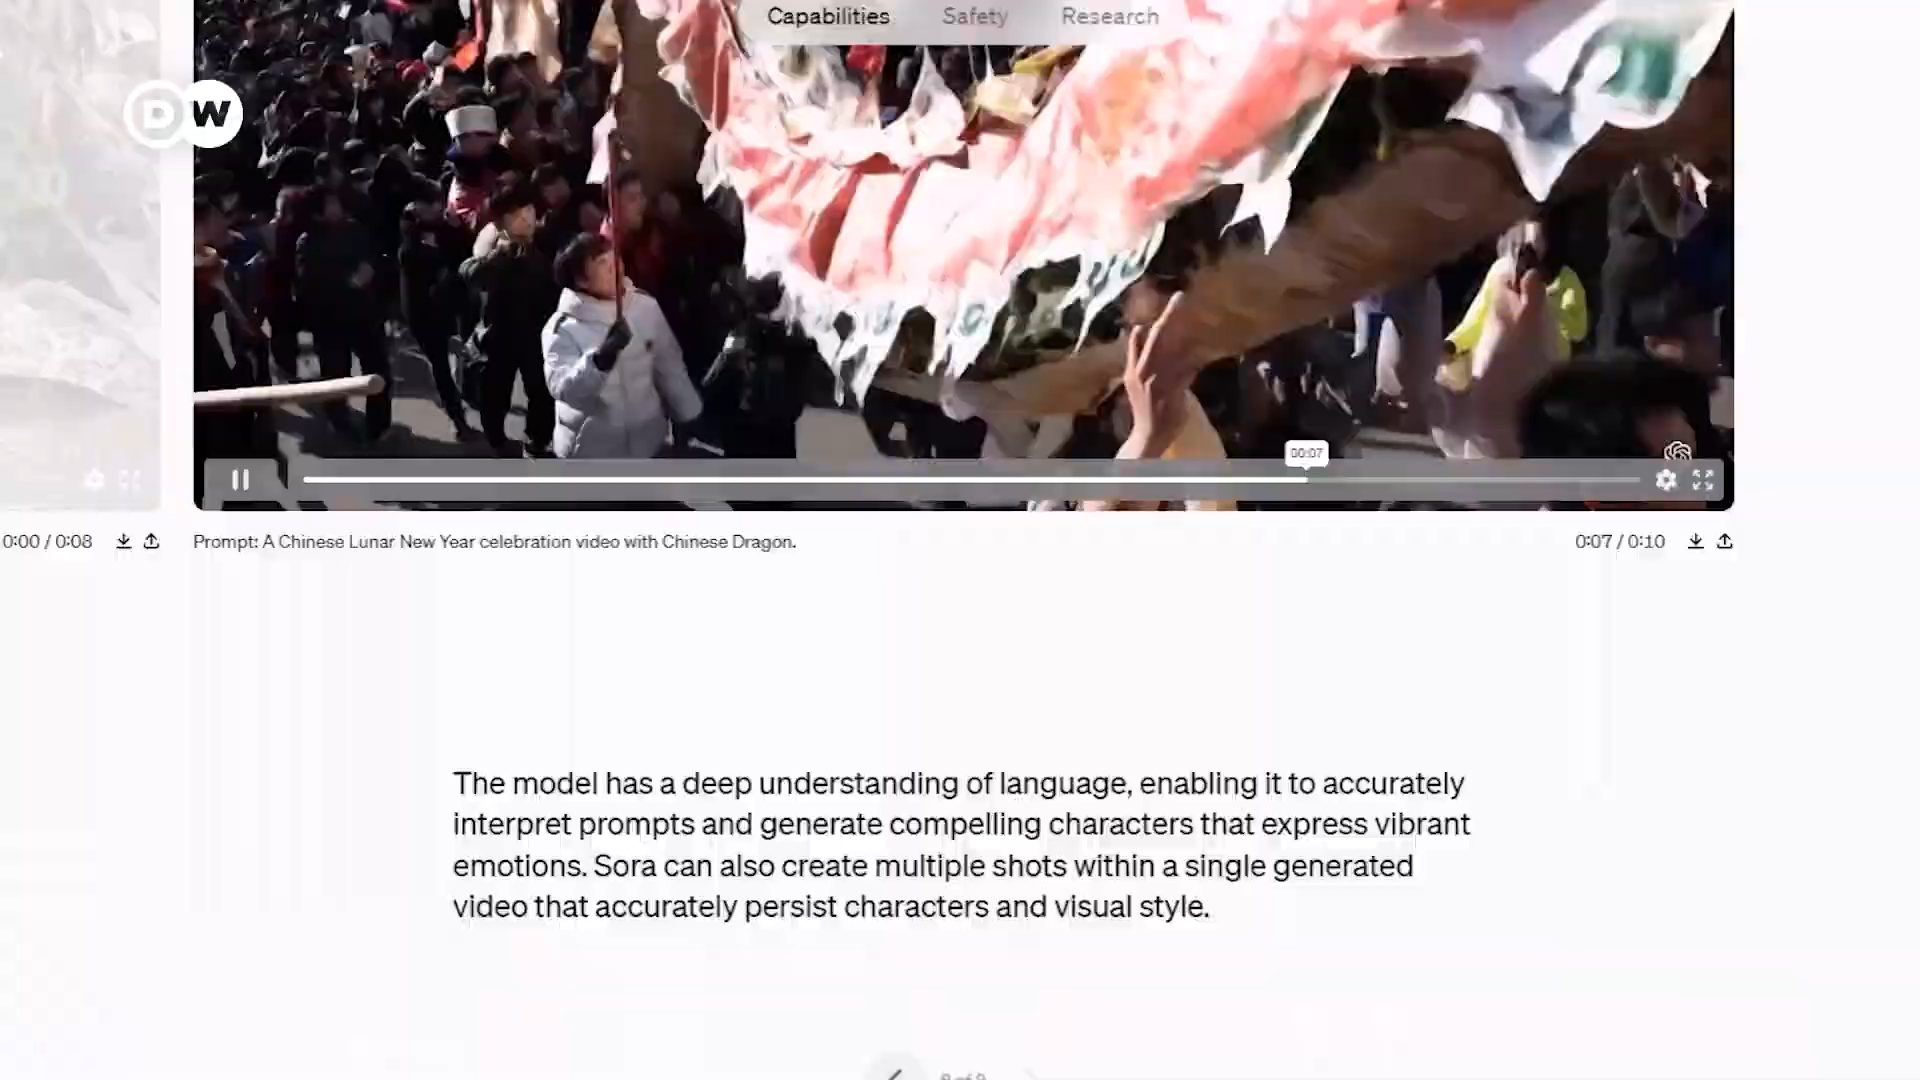 Capabilities Safety Research
DW
00:07
0:00 / 0:08
Prompt: A Chinese Lunar New Year celebration video with Chinese Dragon.
0:07 / 0:10
The model has a deep understanding of language, enabling it to accurately
interpret prompts and generate compelling characters that express vibrant
emotions. Sora can also create multiple shots within a single generated
video that accurately persist characters and visual style.